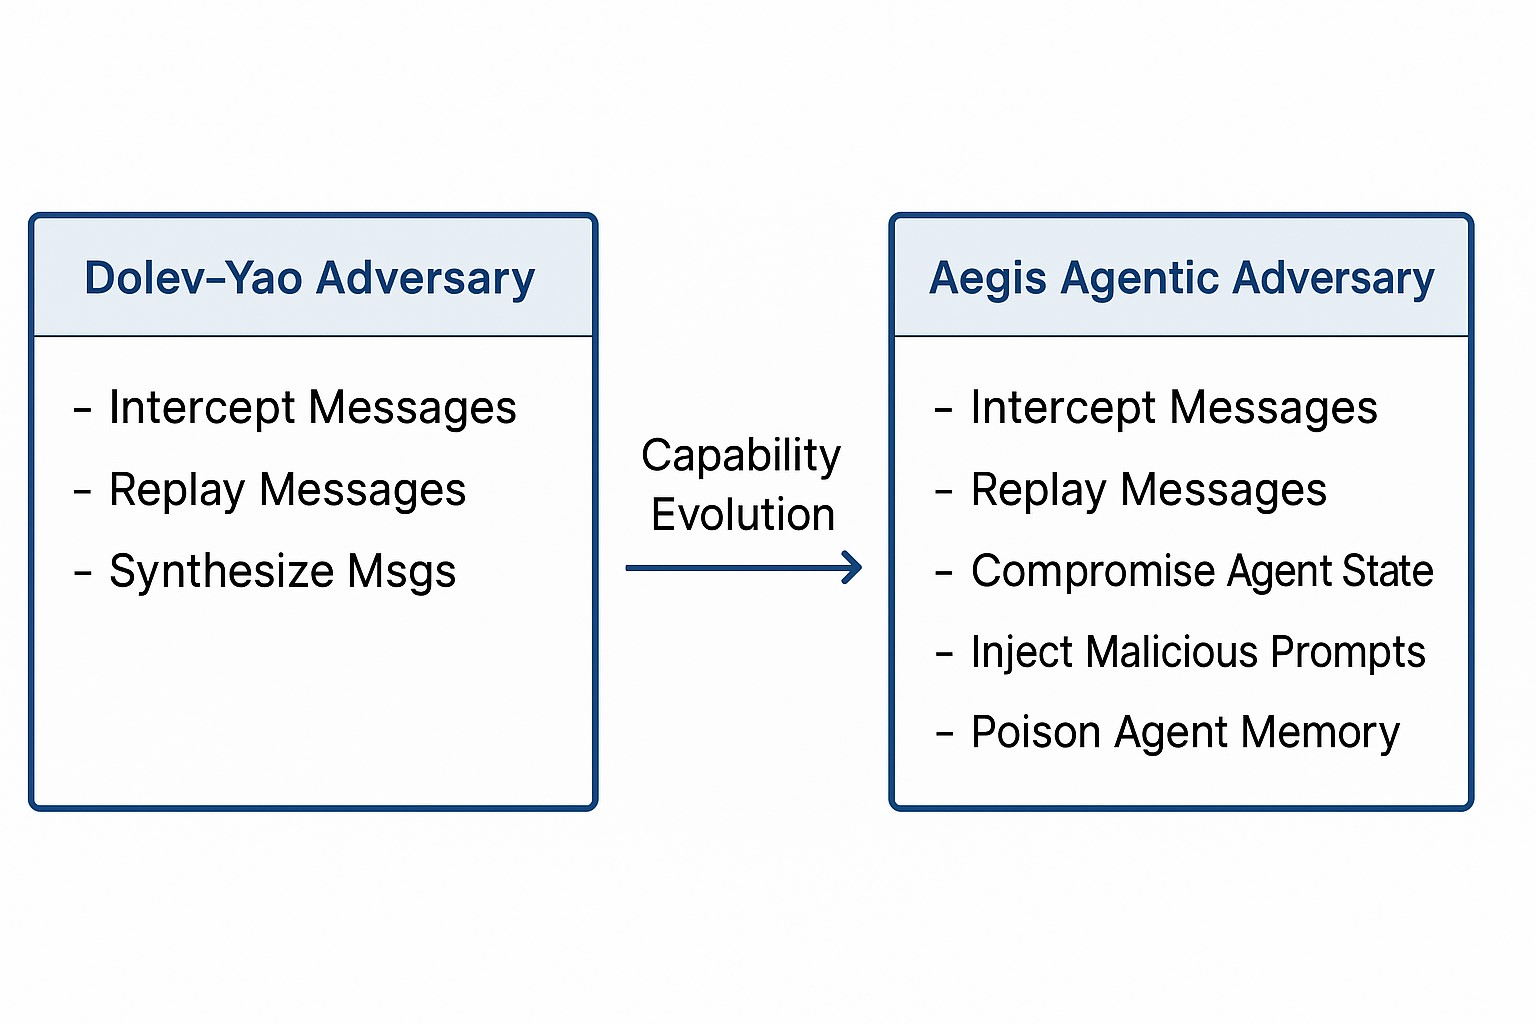 Dolev–Yao Adversary
– Intercept Messages
– Replay Messages
– Synthesize Msgs
Capability
Evolution
Aegis Agentic Adversary
– Intercept Messages
– Replay Messages
– Compromise Agent State
– Inject Malicious Prompts
– Poison Agent Memory